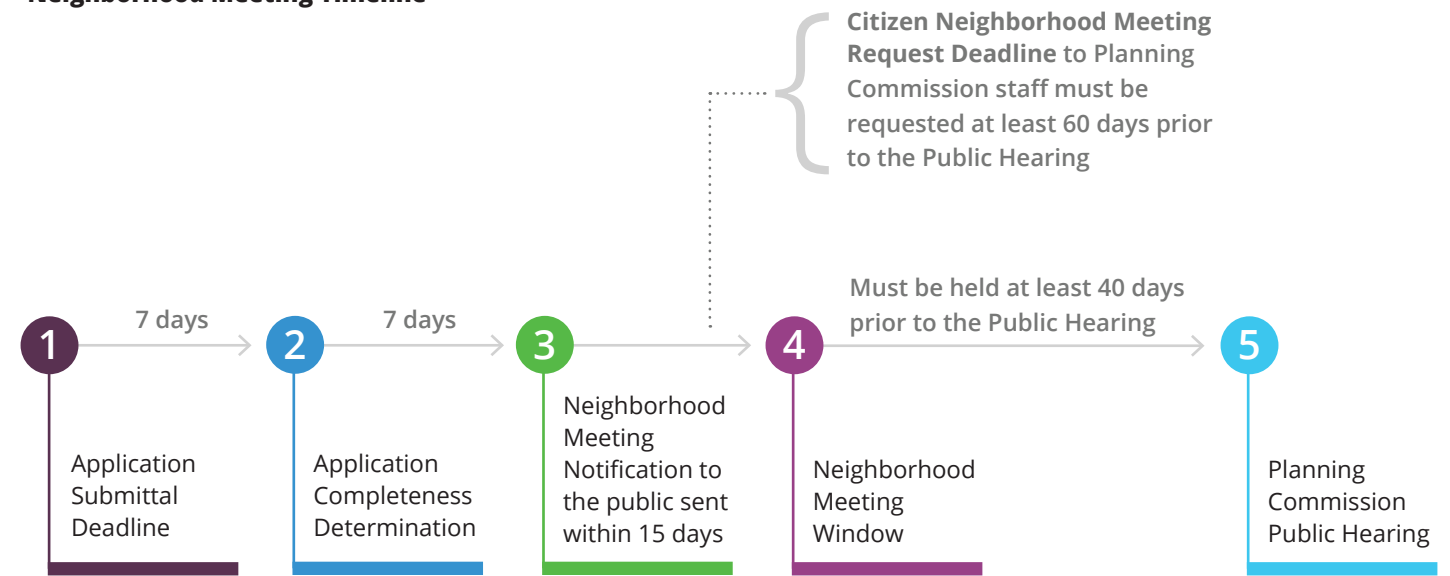 Neighborhood Meeting Timeline
Citizen Neighborhood Meeting
Request Deadline to Planning
Commission staff must be
requested at least 60 days prior
to the Public Hearing
Must be held at least 40 days
prior to the Public Hearing
7 days
7 days
1
2
3
4
5
Application
Submittal
Deadline
Application
Completeness
Determination
Neighborhood
Meeting
Notification to
the public sent
within 15 days
Neighborhood
Meeting
Window
Planning
Commission
Public Hearing